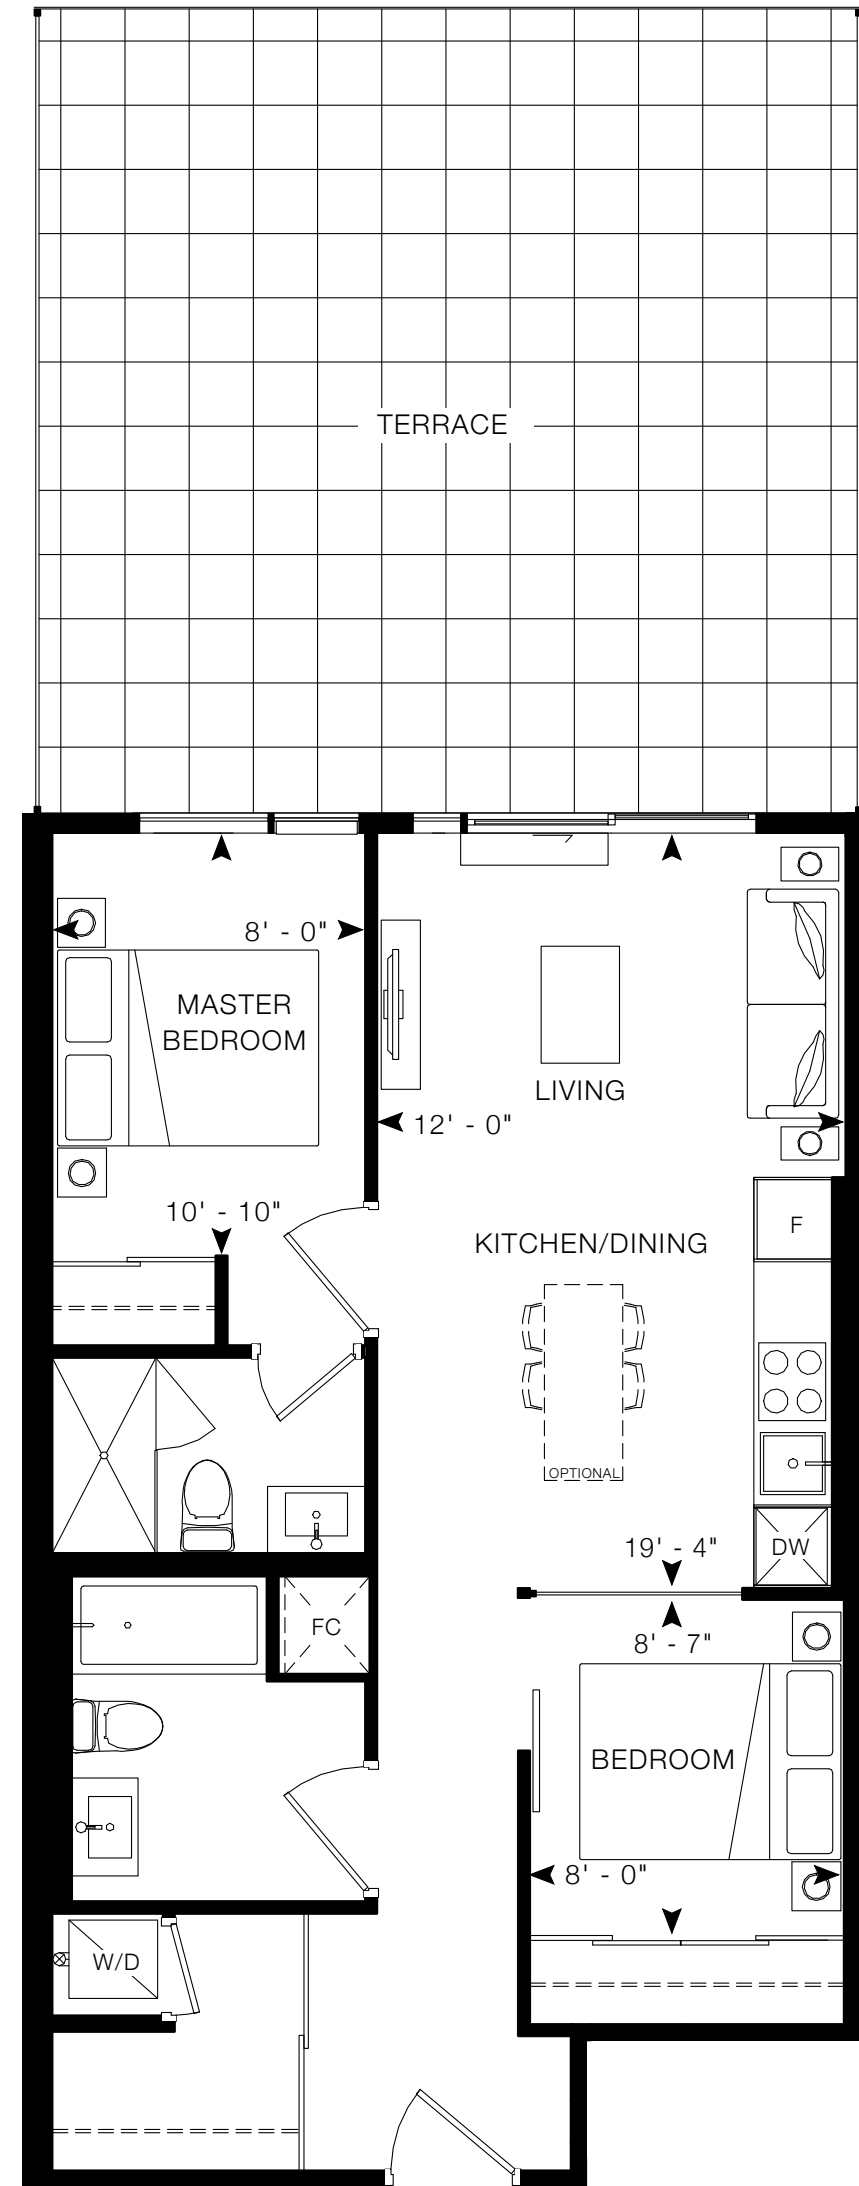 TERRACE
8' - 0"
MASTER
BEDROOM
LIVING
12' - 0"
10' - 10"
F
KITCHEN/DINING
OPTIONAL
19' - 4"
DW
FC
8' - 7"
BEDROOM
8' - 0"
W/D